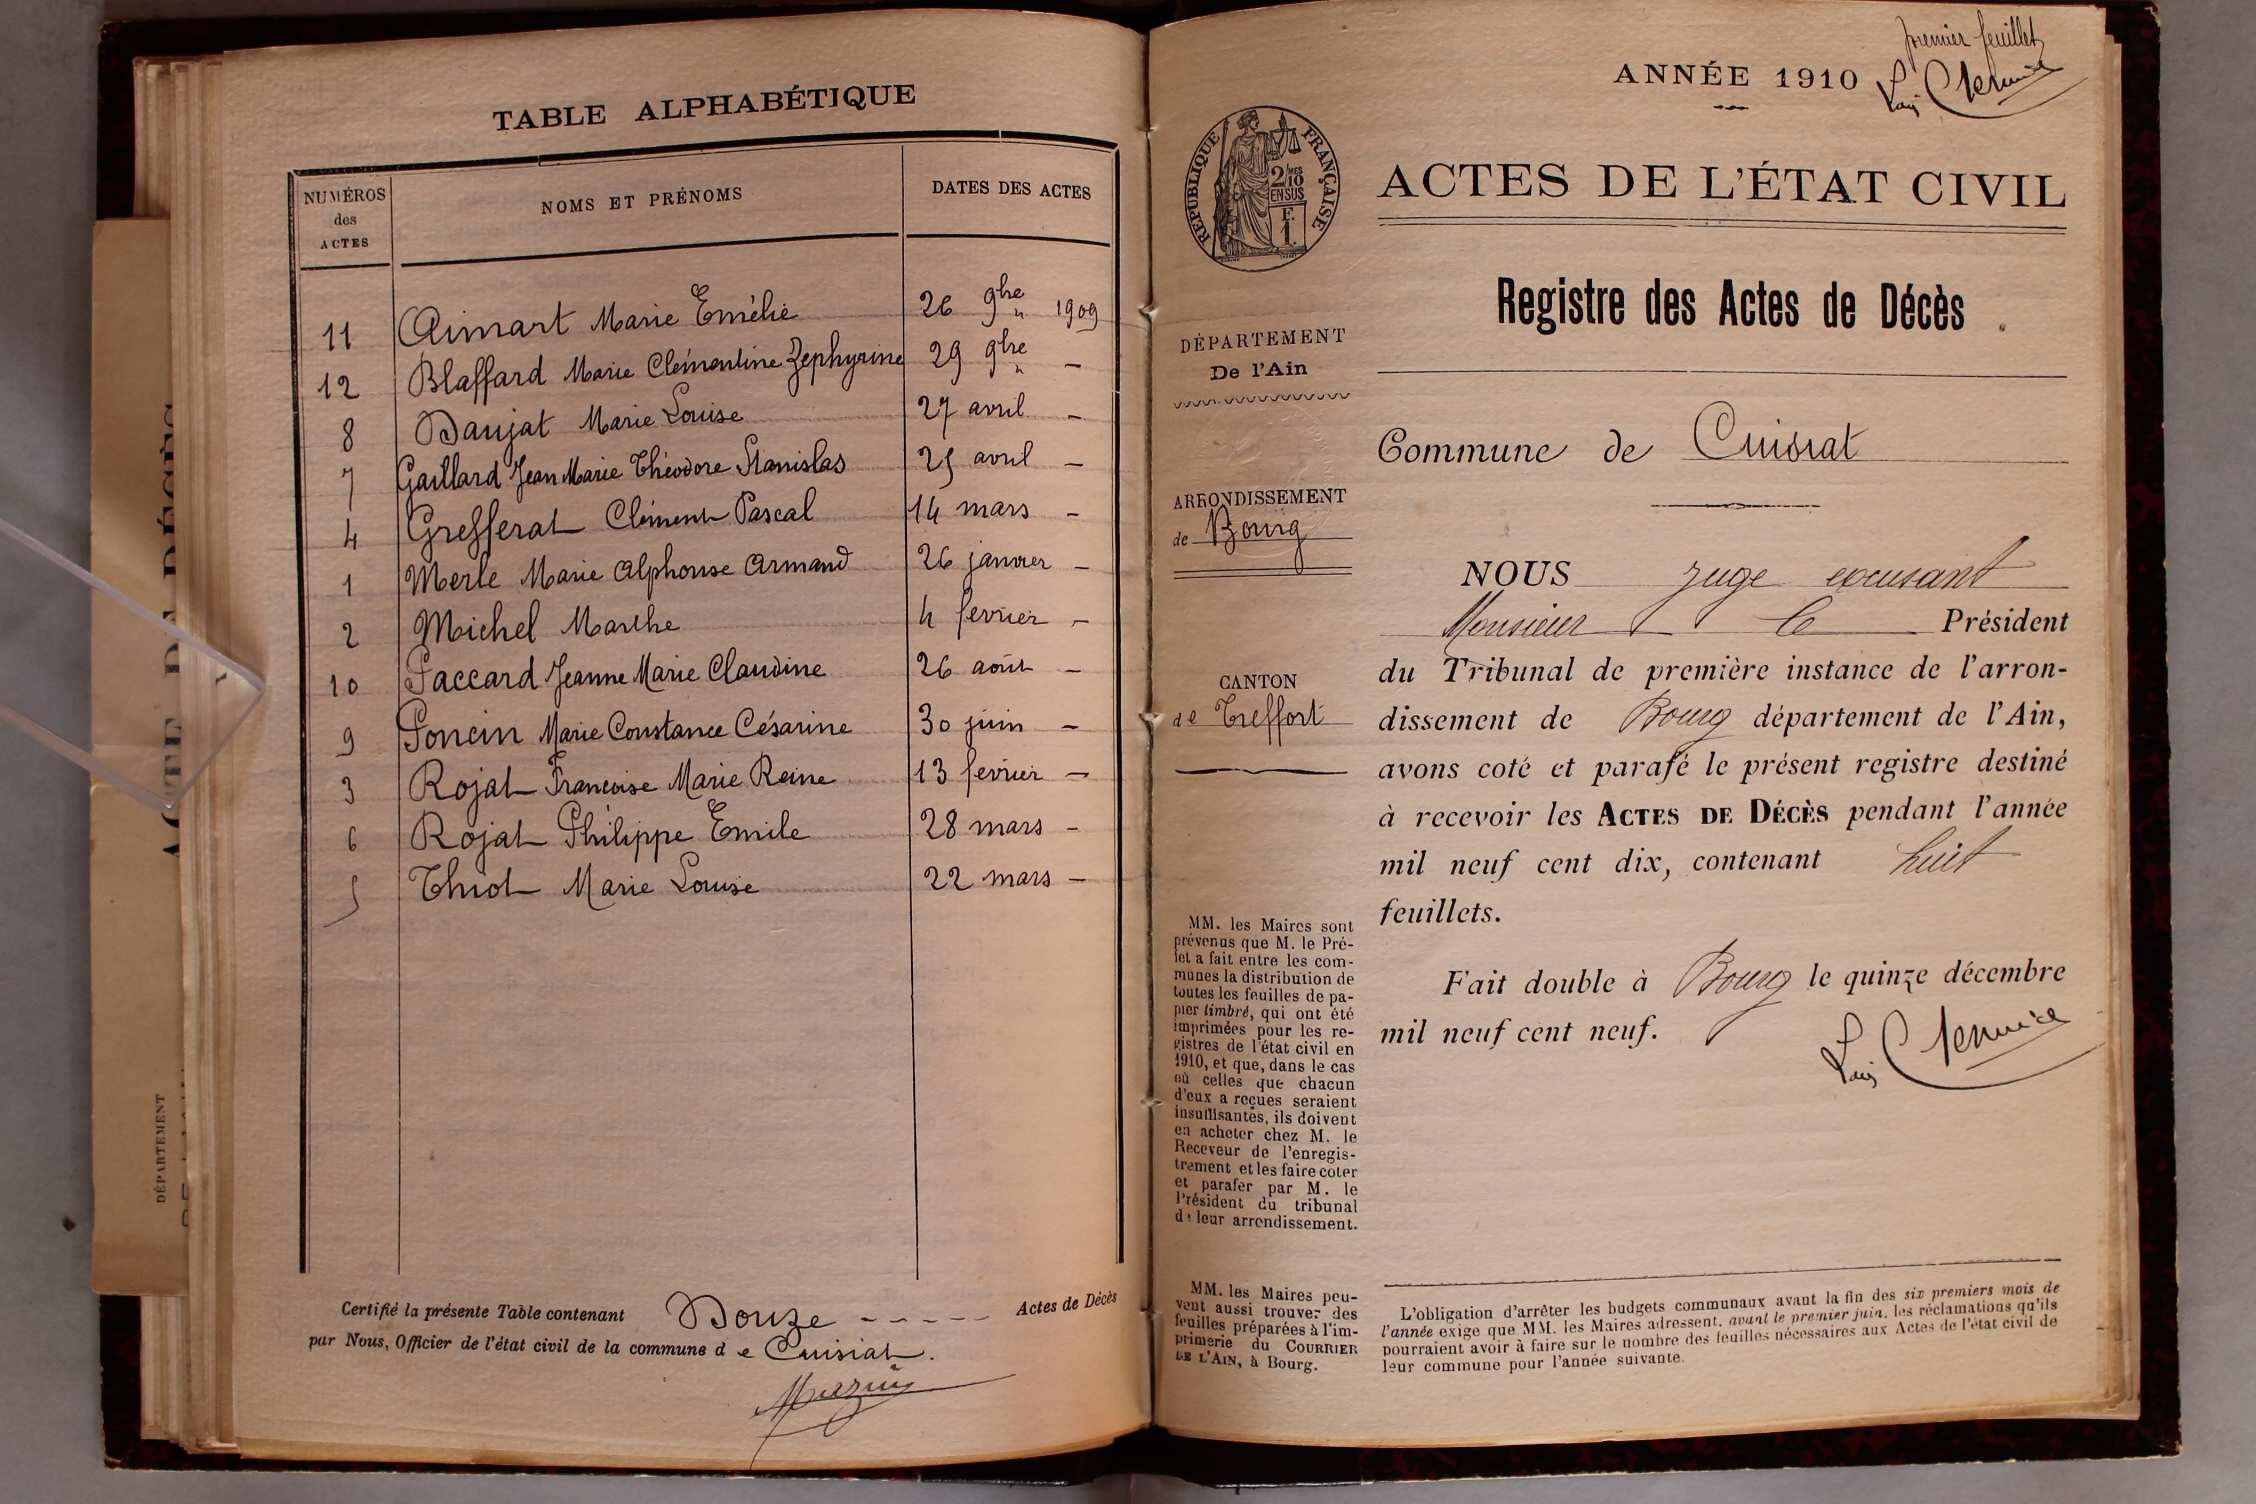 TABLE ALPHABÉTIQUE
NUMÉROS
des
ACTES
NOMS ET PRÉNOMS
DATES DES ACTES
11 Aimart Marie Emélie 26 9bre 1909
12 Blaffard Marie Clémentine Zephyrine 29 9bre —
8 Daujat Marie Louise 27 avril —
7 Gaillard Jean Marie Théodore Stanislas 25 avril —
4 Grefferat Clément Pascal 14 mars —
1 Merle Marie Alphonse Armand 26 janvier —
2 Michel Marthe 4 fevrier —
10 Paccard Jeanne Marie Claudine 26 août —
9 Poncin Marie Constance Césarine 30 juin —
3 Rojat Françoise Marie Reine 13 fevrier —
6 Rojat Philippe Emile 28 mars —
5 Thiot Marie Louise 22 mars —
Certifié la présente Table contenant Douze ----- Actes de Décès
par Nous, Officier de l'état civil de la commune de Cuisiat.
DÉPARTEMENT
premier feuillet
ANNÉE 1910
RÉPUBLIQUE FRANÇAISE
2/10MES
EN SUS
F.
1.
ACTES DE L'ÉTAT CIVIL
Registre des Actes de Décès
DÉPARTEMENT
De l'Ain
Commune de Cuisiat
ARRONDISSEMENT
de Bourg
CANTON
de Treffort
NOUS juge excusant
Monsieur le Président
du Tribunal de première instance de l'arron-
dissement de Bourg département de l'Ain,
avons coté et parafé le présent registre destiné
à recevoir les ACTES DE DÉCÈS pendant l'année
mil neuf cent dix, contenant huit
feuillets.
Fait double à Bourg le quinze décembre
mil neuf cent neuf.
MM. les Maires sont
prévenus que M. le Pré-
fet a fait entre les com-
munes la distribution de
toutes les feuilles de pa-
pier timbré, qui ont été
imprimées pour les re-
gistres de l'état civil en
1910, et que, dans le cas
où celles que chacun
d'eux a reçues seraient
insuffisantes, ils doivent
en acheter chez M. le
Receveur de l'enregis-
trement et les faire coter
et parafer par M. le
Président du tribunal
de leur arrondissement.
MM. les Maires peu-
vent aussi trouver des
feuilles préparées à l'im-
primerie du COURRIER
DE L'AIN, à Bourg.
L'obligation d'arrêter les budgets communaux avant la fin des six premiers mois de
l'année exige que MM. les Maires adressent, avant le premier juin, les réclamations qu'ils
pourraient avoir à faire sur le nombre des feuilles nécessaires aux Actes de l'état civil de
leur commune pour l'année suivante.